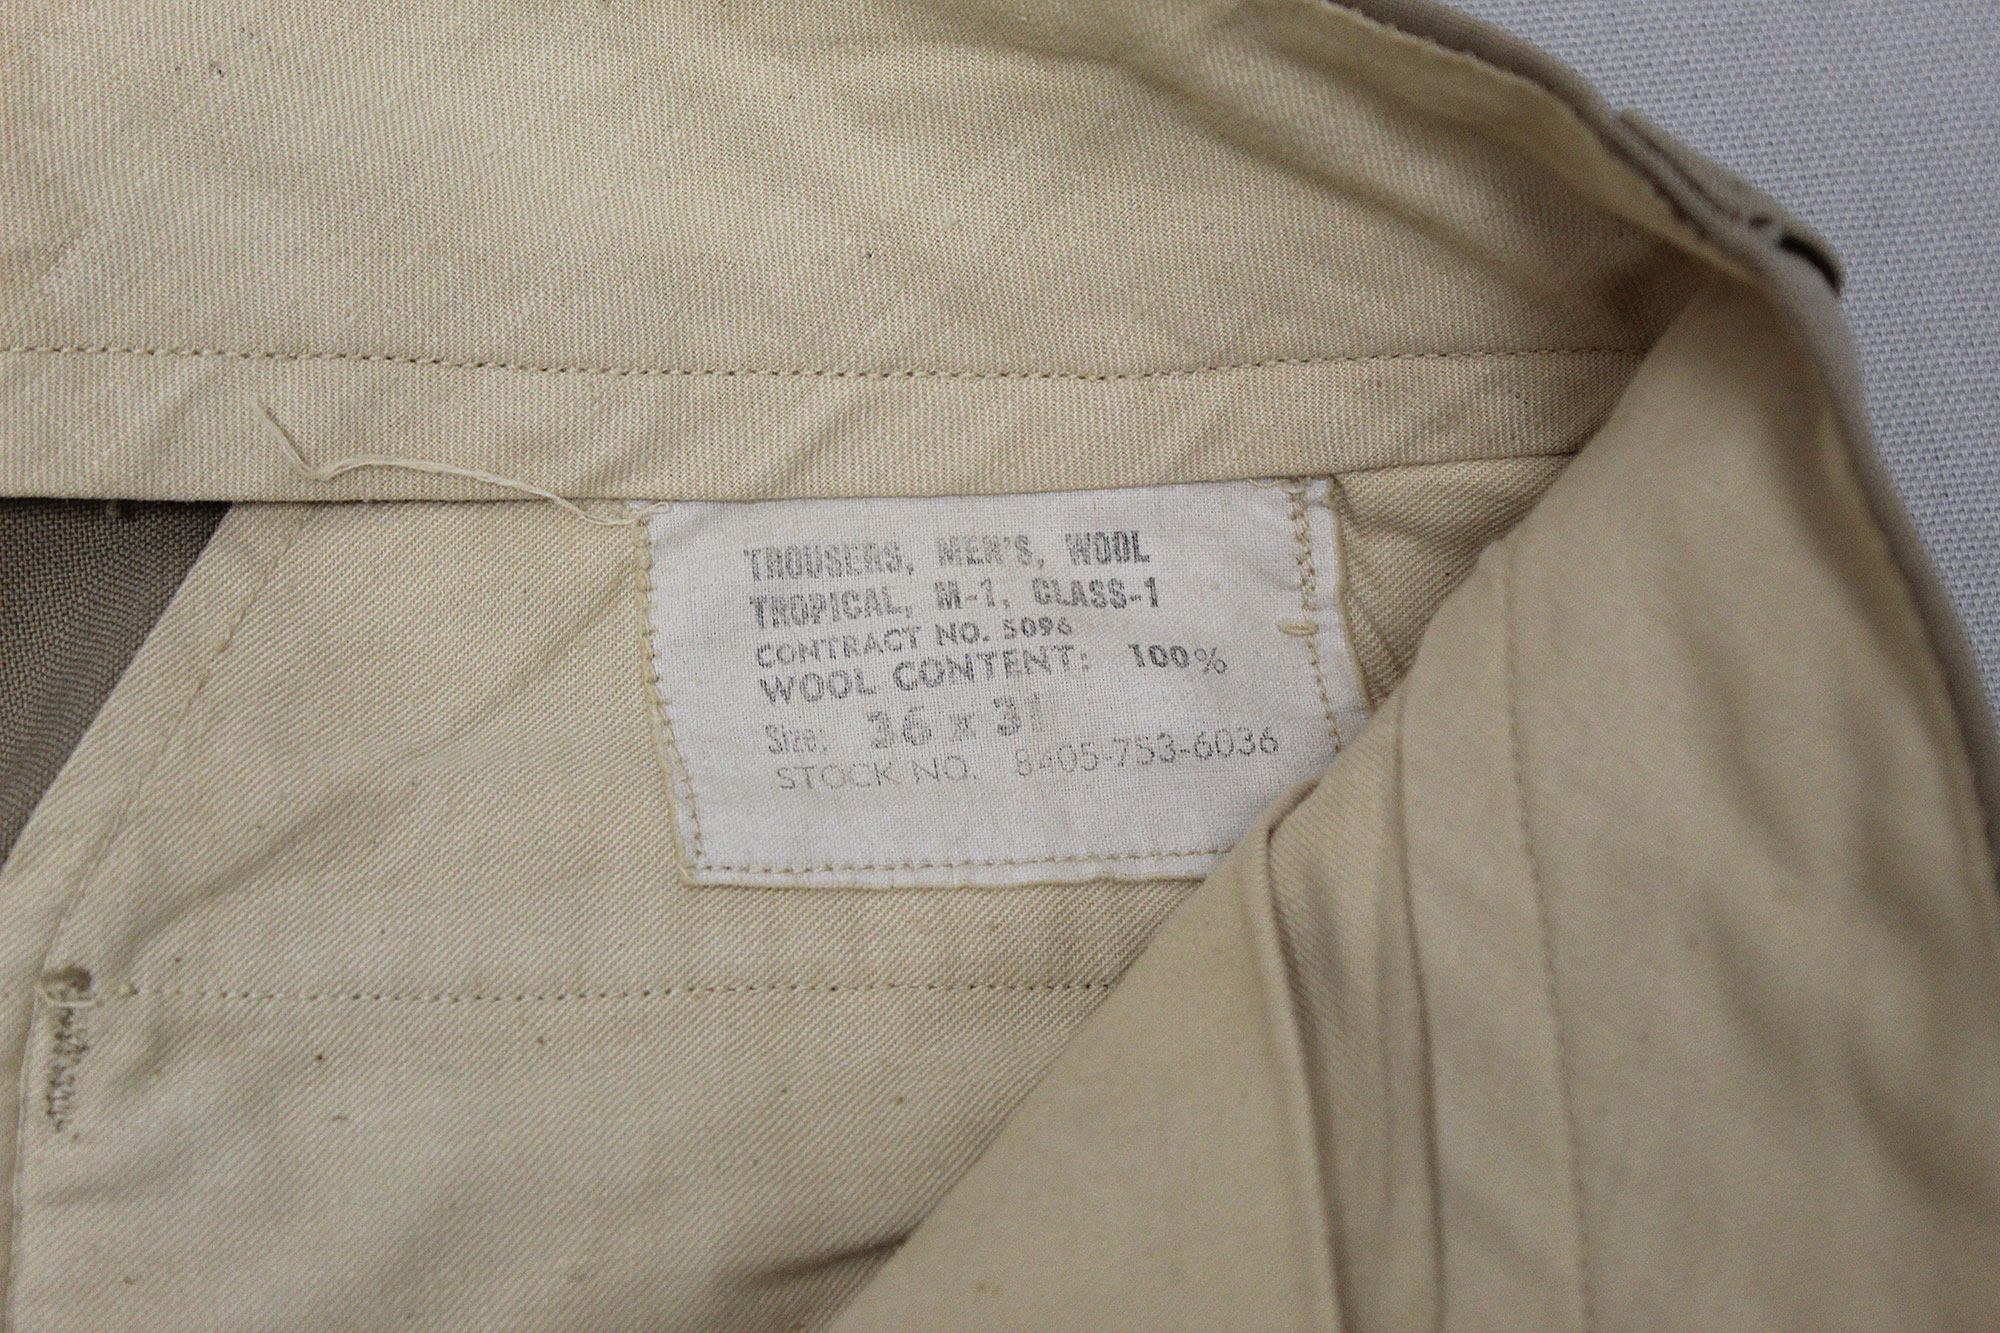 TROUSERS, MEN'S, WOOL
TROPICAL, M-1, CLASS-1
CONTRACT NO. 5096
WOOL CONTENT: 100%
Size: 36 x 31
STOCK NO. 8405-753-6036